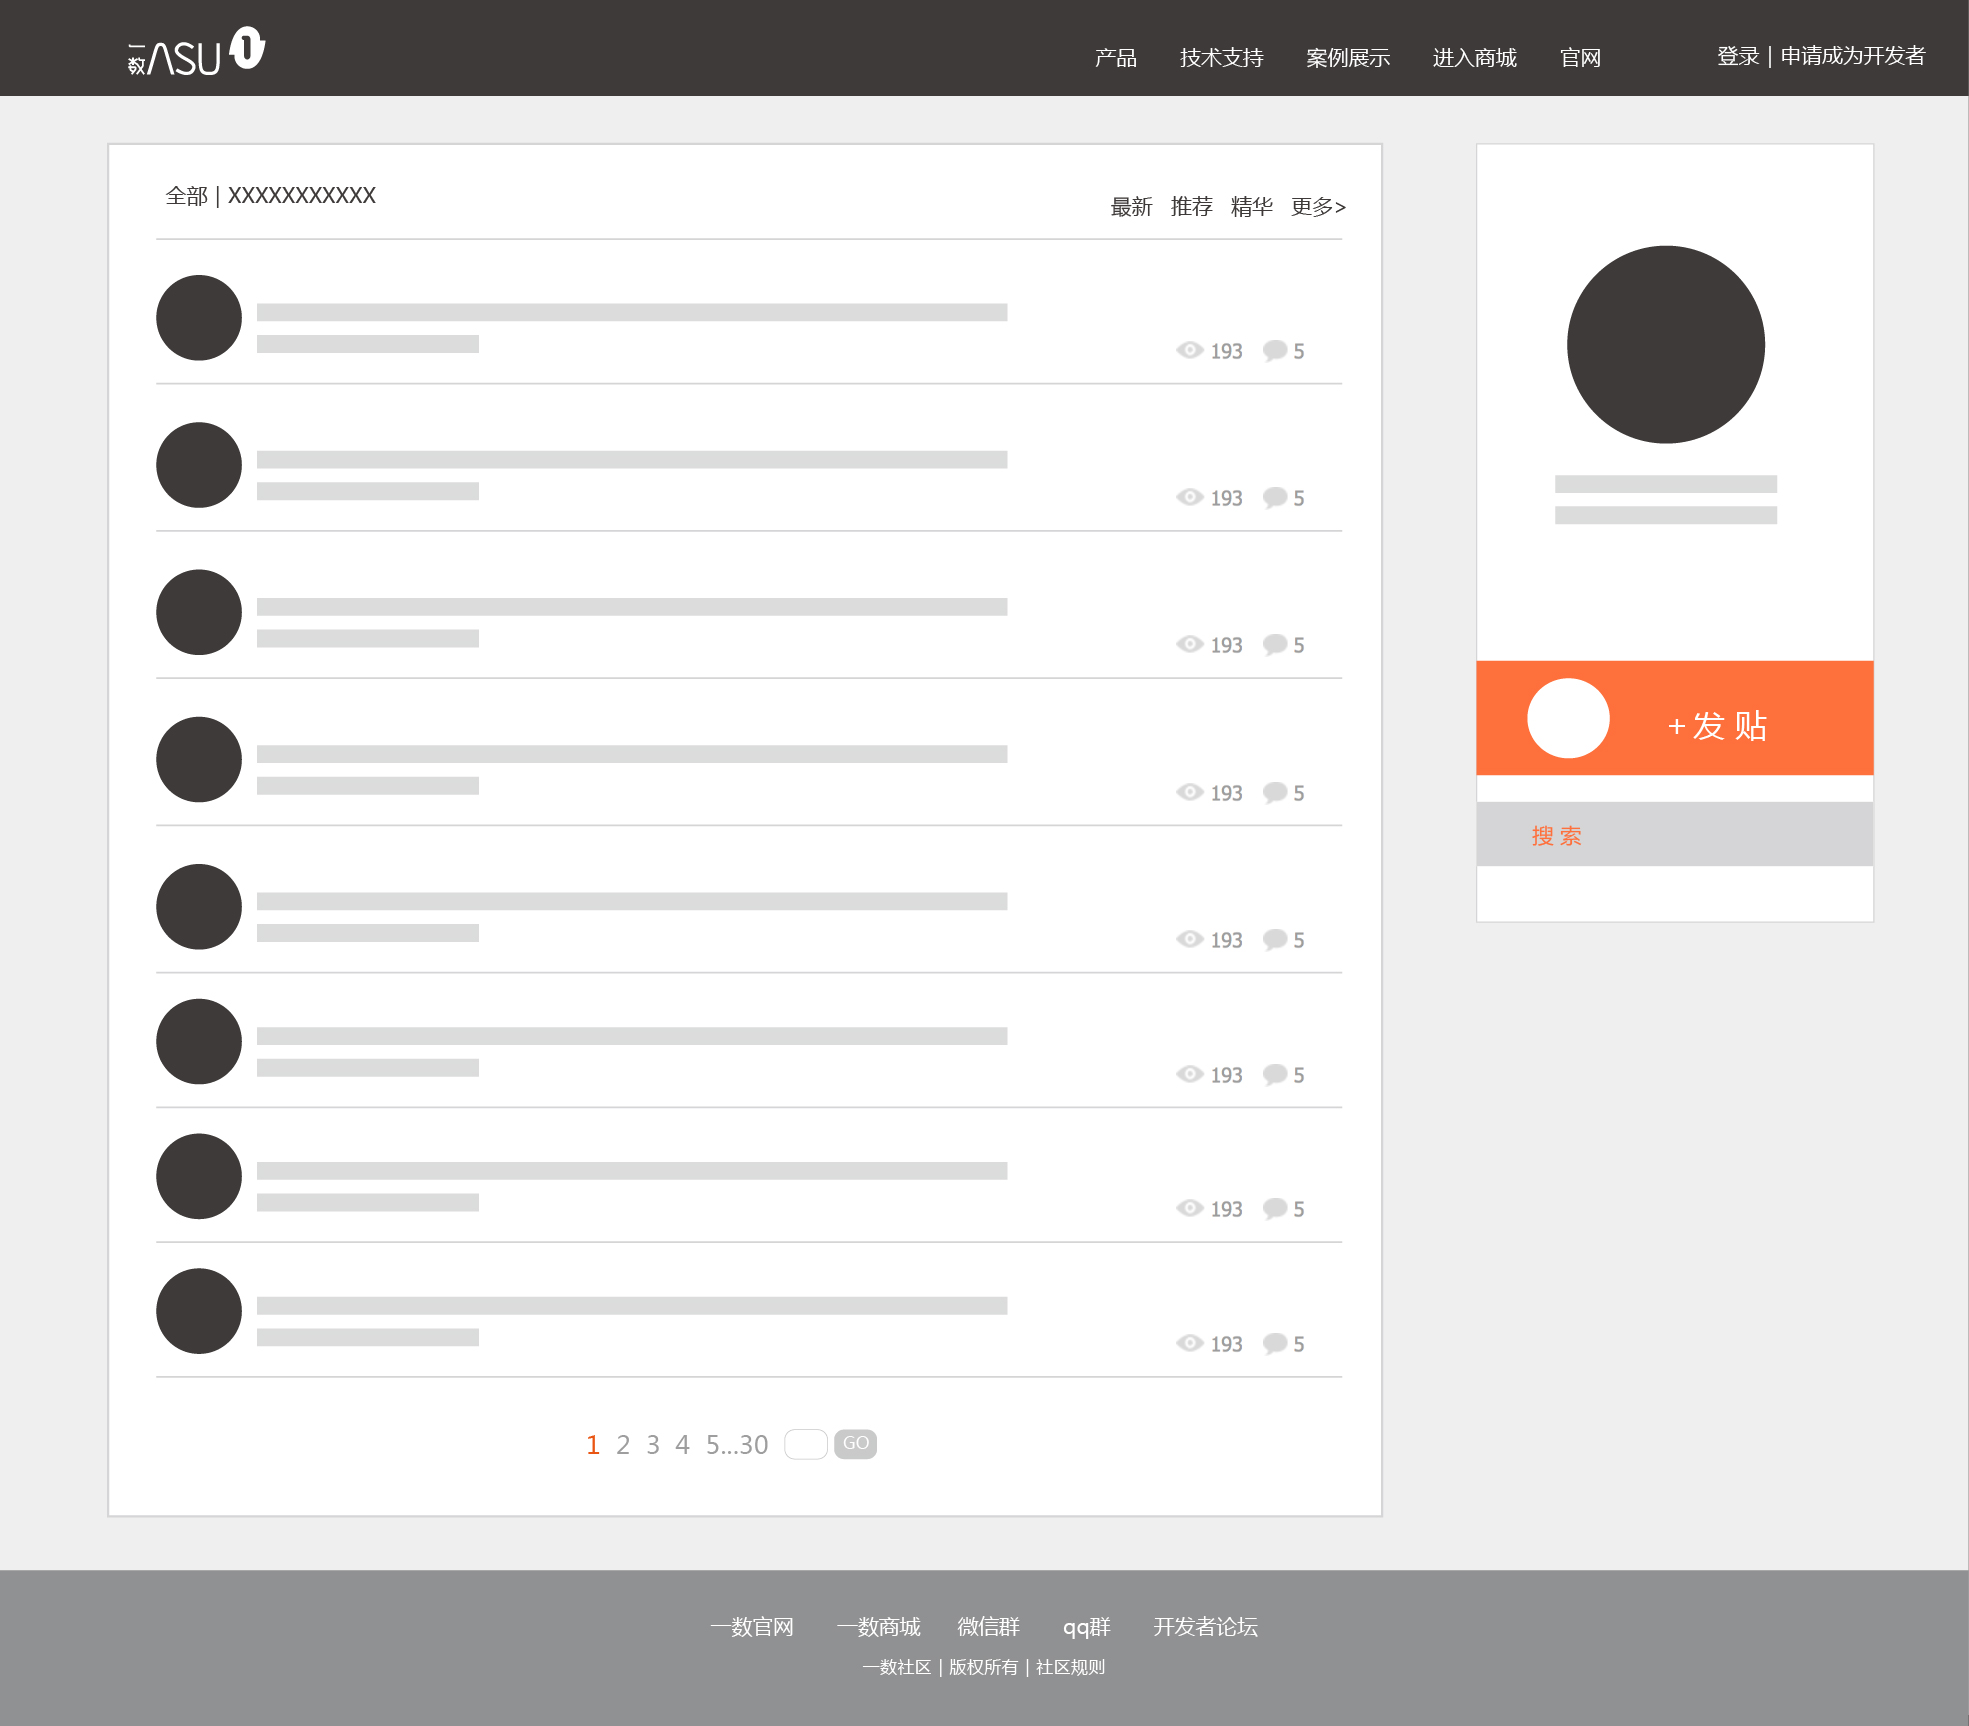 一数 ASU
产品 技术支持 案例展示 进入商城 官网 登录 | 申请成为开发者
全部 | XXXXXXXXXXX
最新 推荐 精华 更多>
193 5
193 5
193 5
193 5
193 5
193 5
193 5
193 5
1 2 3 4 5...30 GO
+发贴
搜索
一数官网 一数商城 微信群 qq群 开发者论坛
一数社区 | 版权所有 | 社区规则